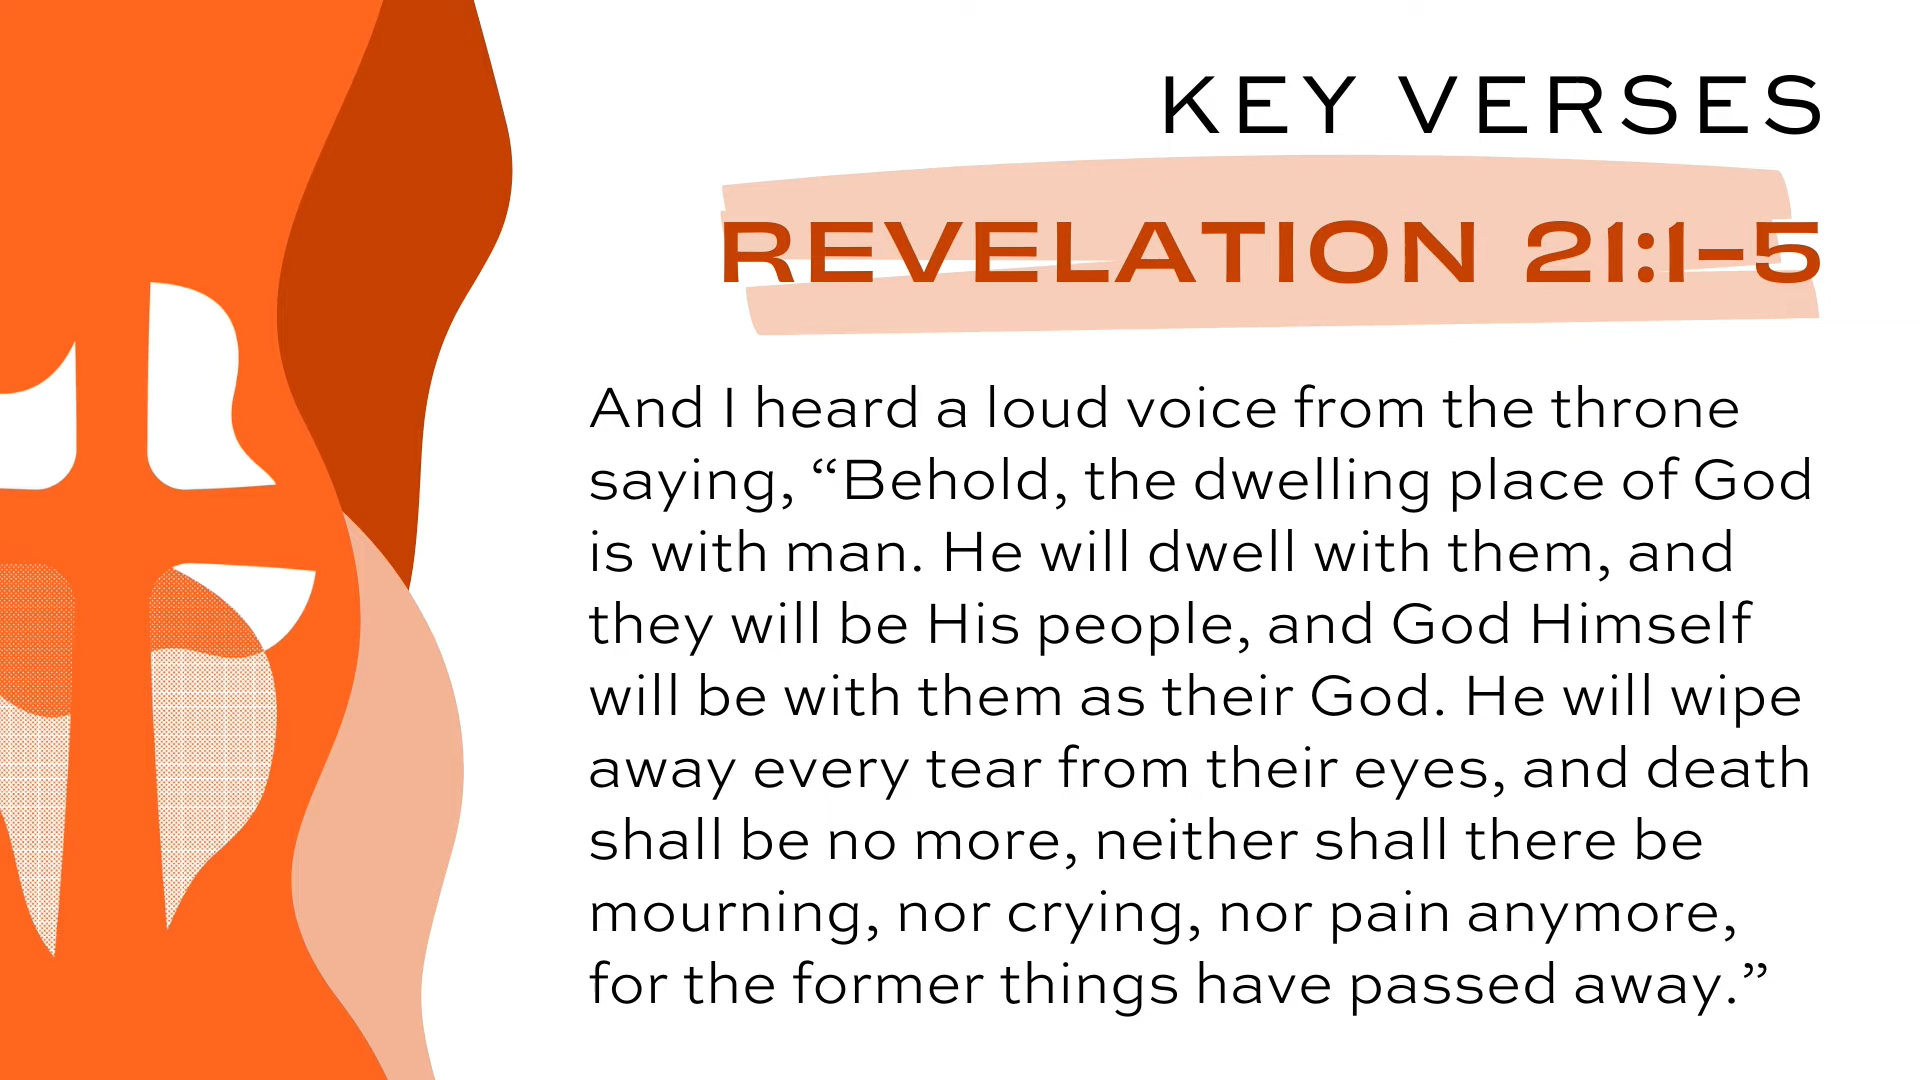 KEY VERSES
REVELATION 21:1-5
And I heard a loud voice from the throne
saying, “Behold, the dwelling place of God
is with man. He will dwell with them, and
they will be His people, and God Himself
will be with them as their God. He will wipe
away every tear from their eyes, and death
shall be no more, neither shall there be
mourning, nor crying, nor pain anymore,
for the former things have passed away.”